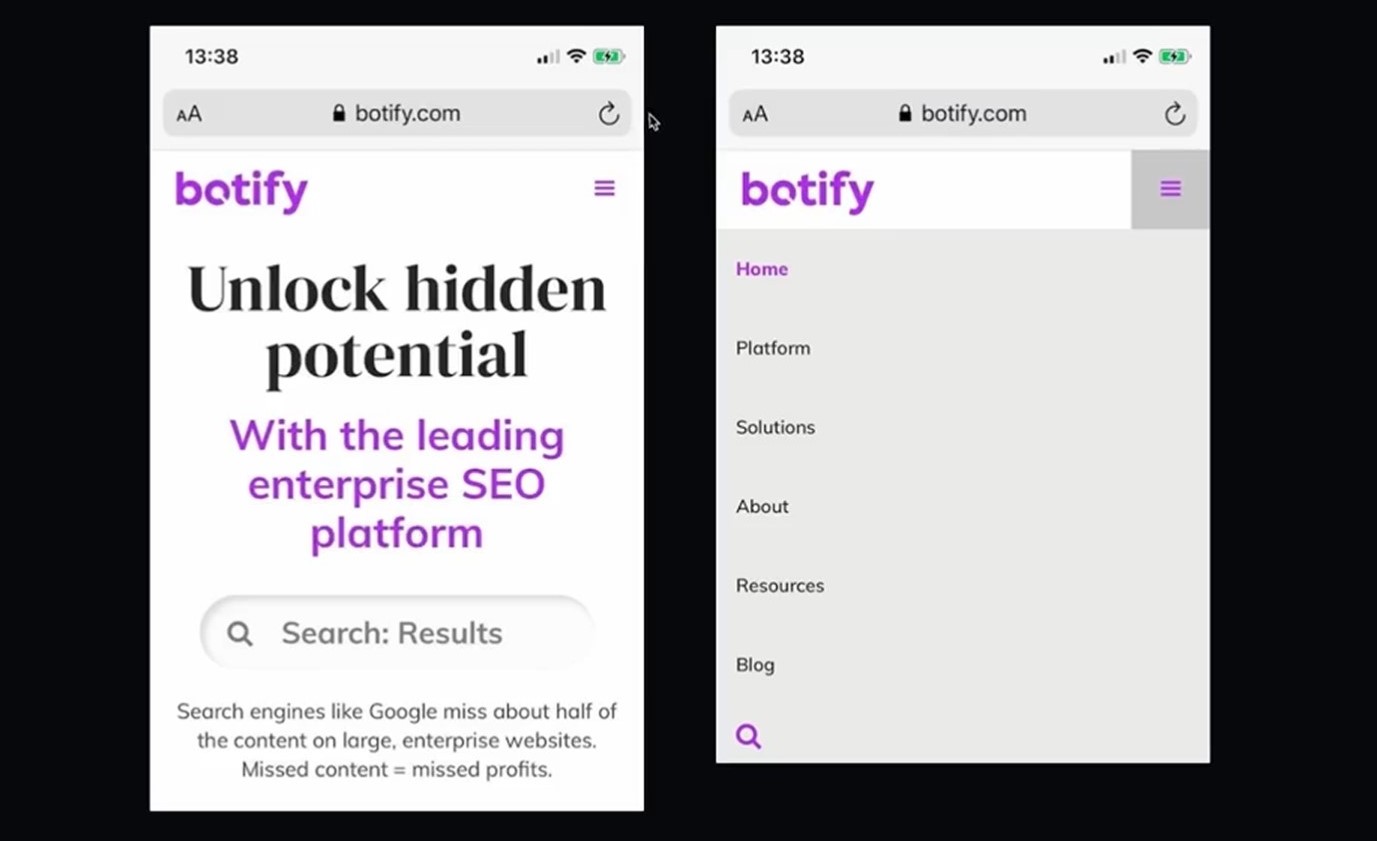 13:38
AA botify.com
botify
Unlock hidden
potential
With the leading
enterprise SEO
platform
Search: Results
Search engines like Google miss about half of
the content on large, enterprise websites.
Missed content = missed profits.
13:38
AA botify.com
botify
Home
Platform
Solutions
About
Resources
Blog